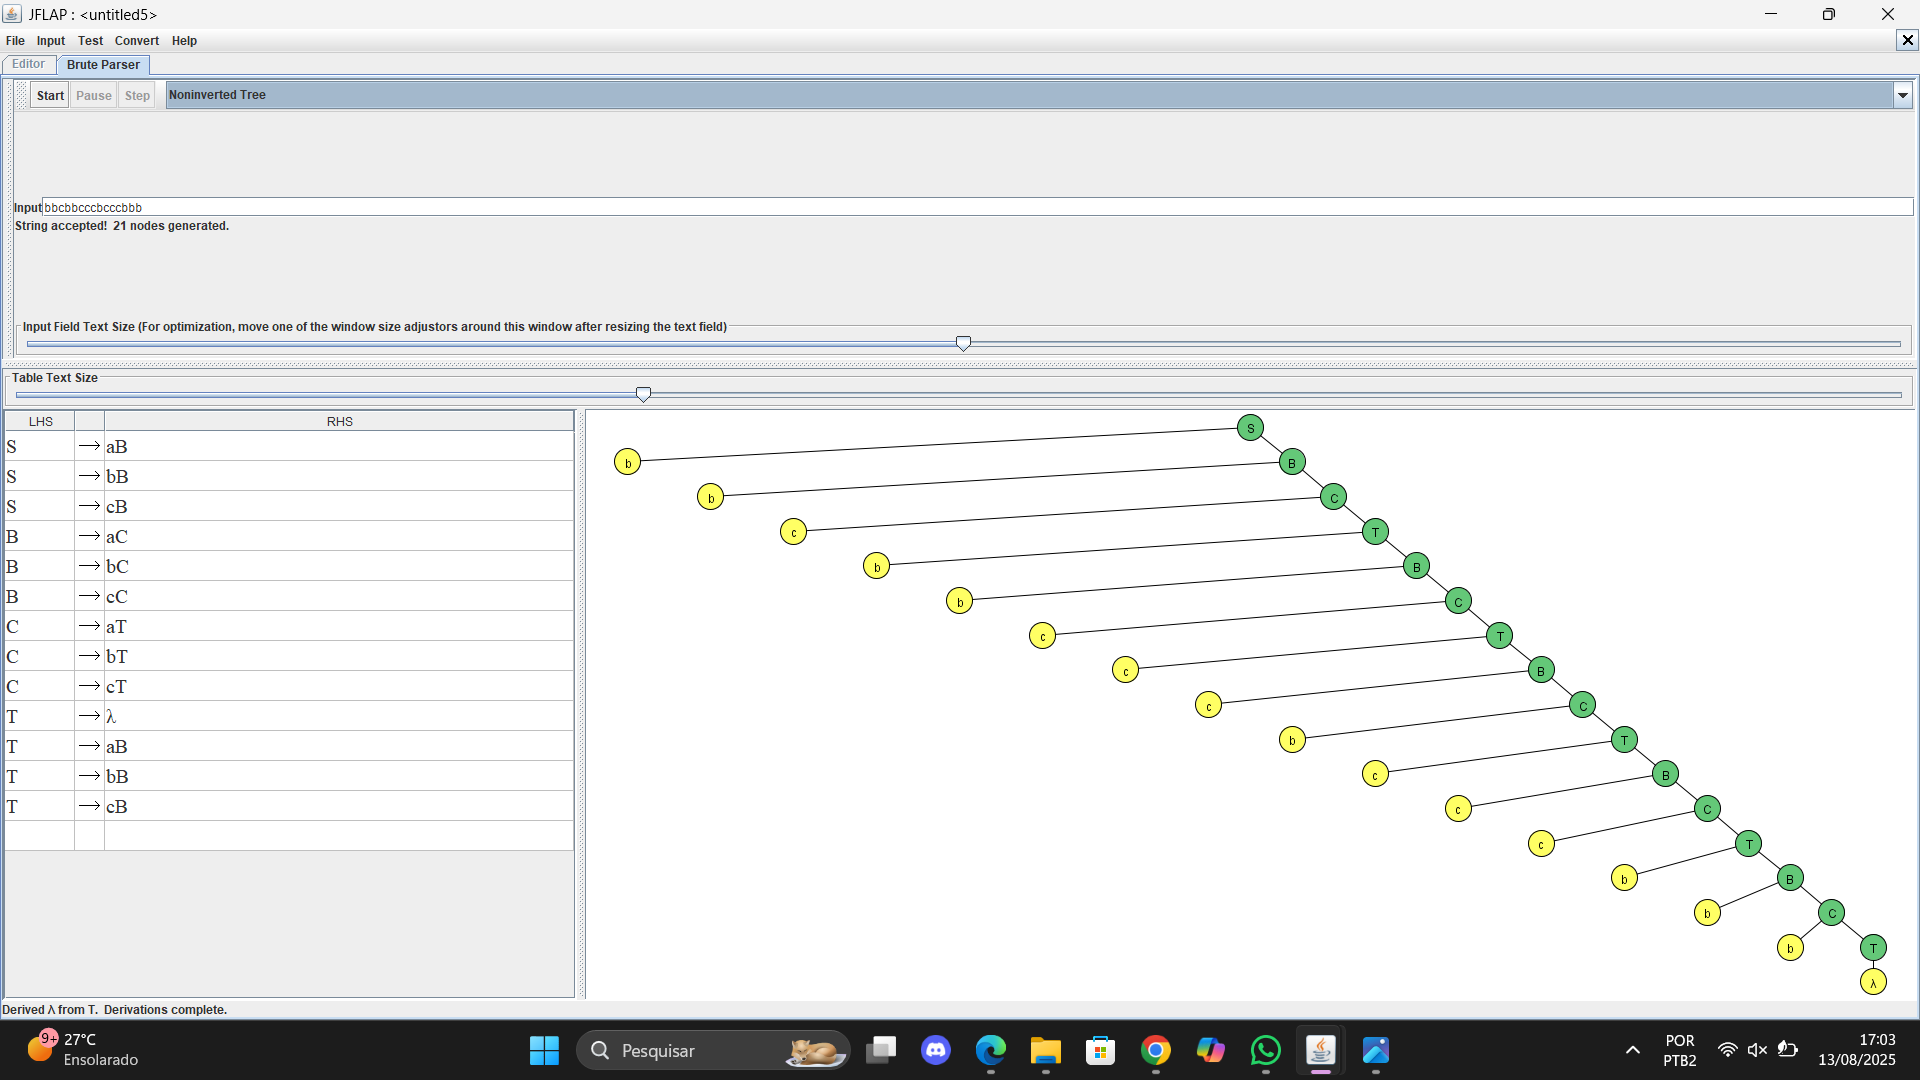 JFLAP : <untitled5>
File Input Test Convert Help
Editor Brute Parser
Start Pause Step Noninverted Tree
Input bbcbbcccbcccbbb
String accepted! 21 nodes generated.
Input Field Text Size (For optimization, move one of the window size adjustors around this window after resizing the text field)
Table Text Size
LHS RHS
S → aB
S → bB
S → cB
B → aC
B → bC
B → cC
C → aT
C → bT
C → cT
T → λ
T → aB
T → bB
T → cB
S
b B
b C
c T
b B
b C
c T
c B
c C
b T
c B
c C
c T
b B
b C
b T
λ
Derived λ from T. Derivations complete.
9+ 27°C
Ensolarado
Pesquisar
POR
PTB2
17:03
13/08/2025